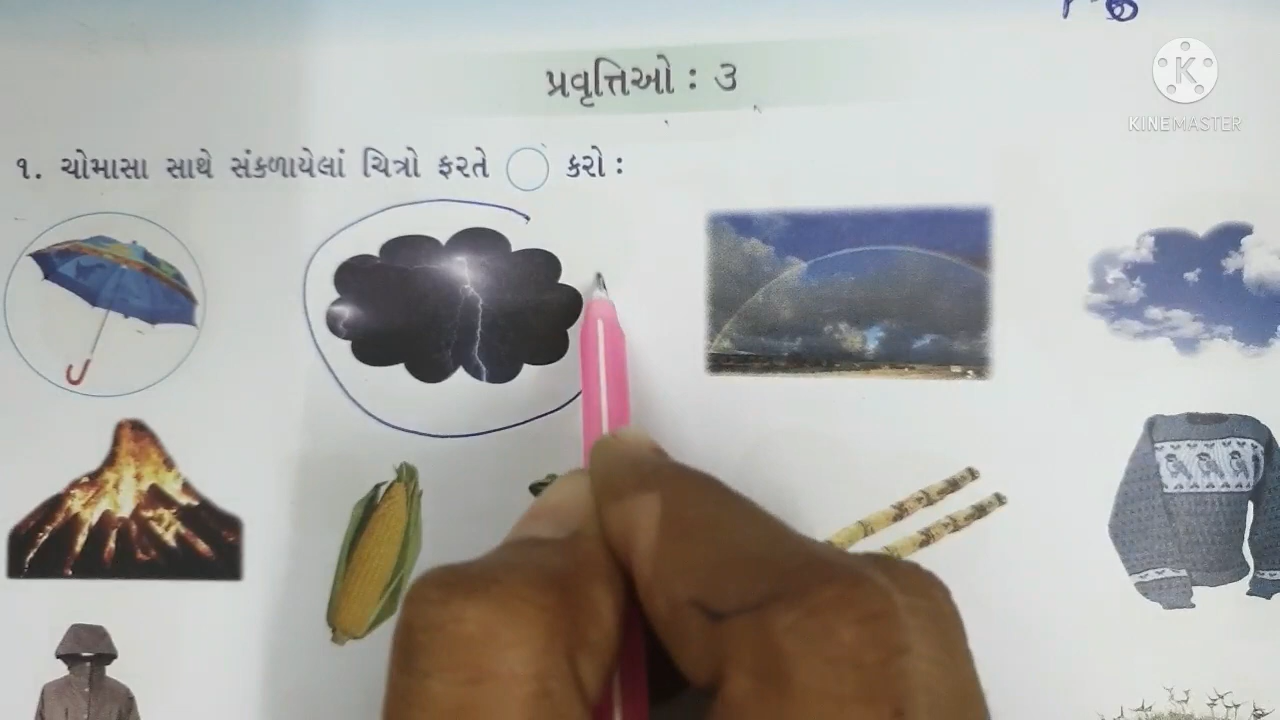 પ્રવૃત્તિઓ : ૩
KINEMASTER
૧. ચોમાસા સાથે સંકળાયેલાં ચિત્રો ફરતે ◯ કરો :